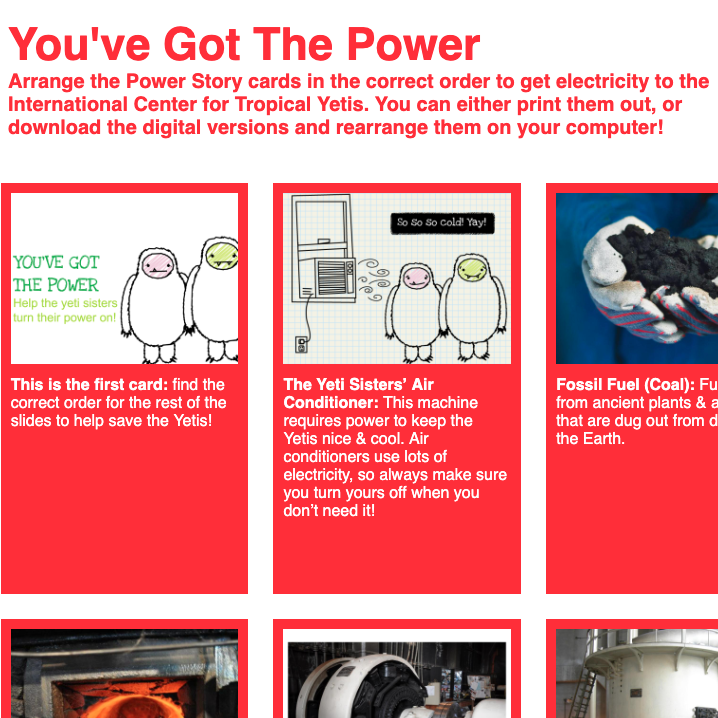 You've Got The Power
Arrange the Power Story cards in the correct order to get electricity to the
International Center for Tropical Yetis. You can either print them out, or
download the digital versions and rearrange them on your computer!
YOU'VE GOT
THE POWER
Help the yeti sisters
turn their power on!
So so so cold! Yay!
This is the first card: find the
correct order for the rest of the
slides to help save the Yetis!
The Yeti Sisters’ Air
Conditioner: This machine
requires power to keep the
Yetis nice & cool. Air
conditioners use lots of
electricity, so always make sure
you turn yours off when you
don’t need it!
Fossil Fuel (Coal): Fu
from ancient plants & a
that are dug out from d
the Earth.